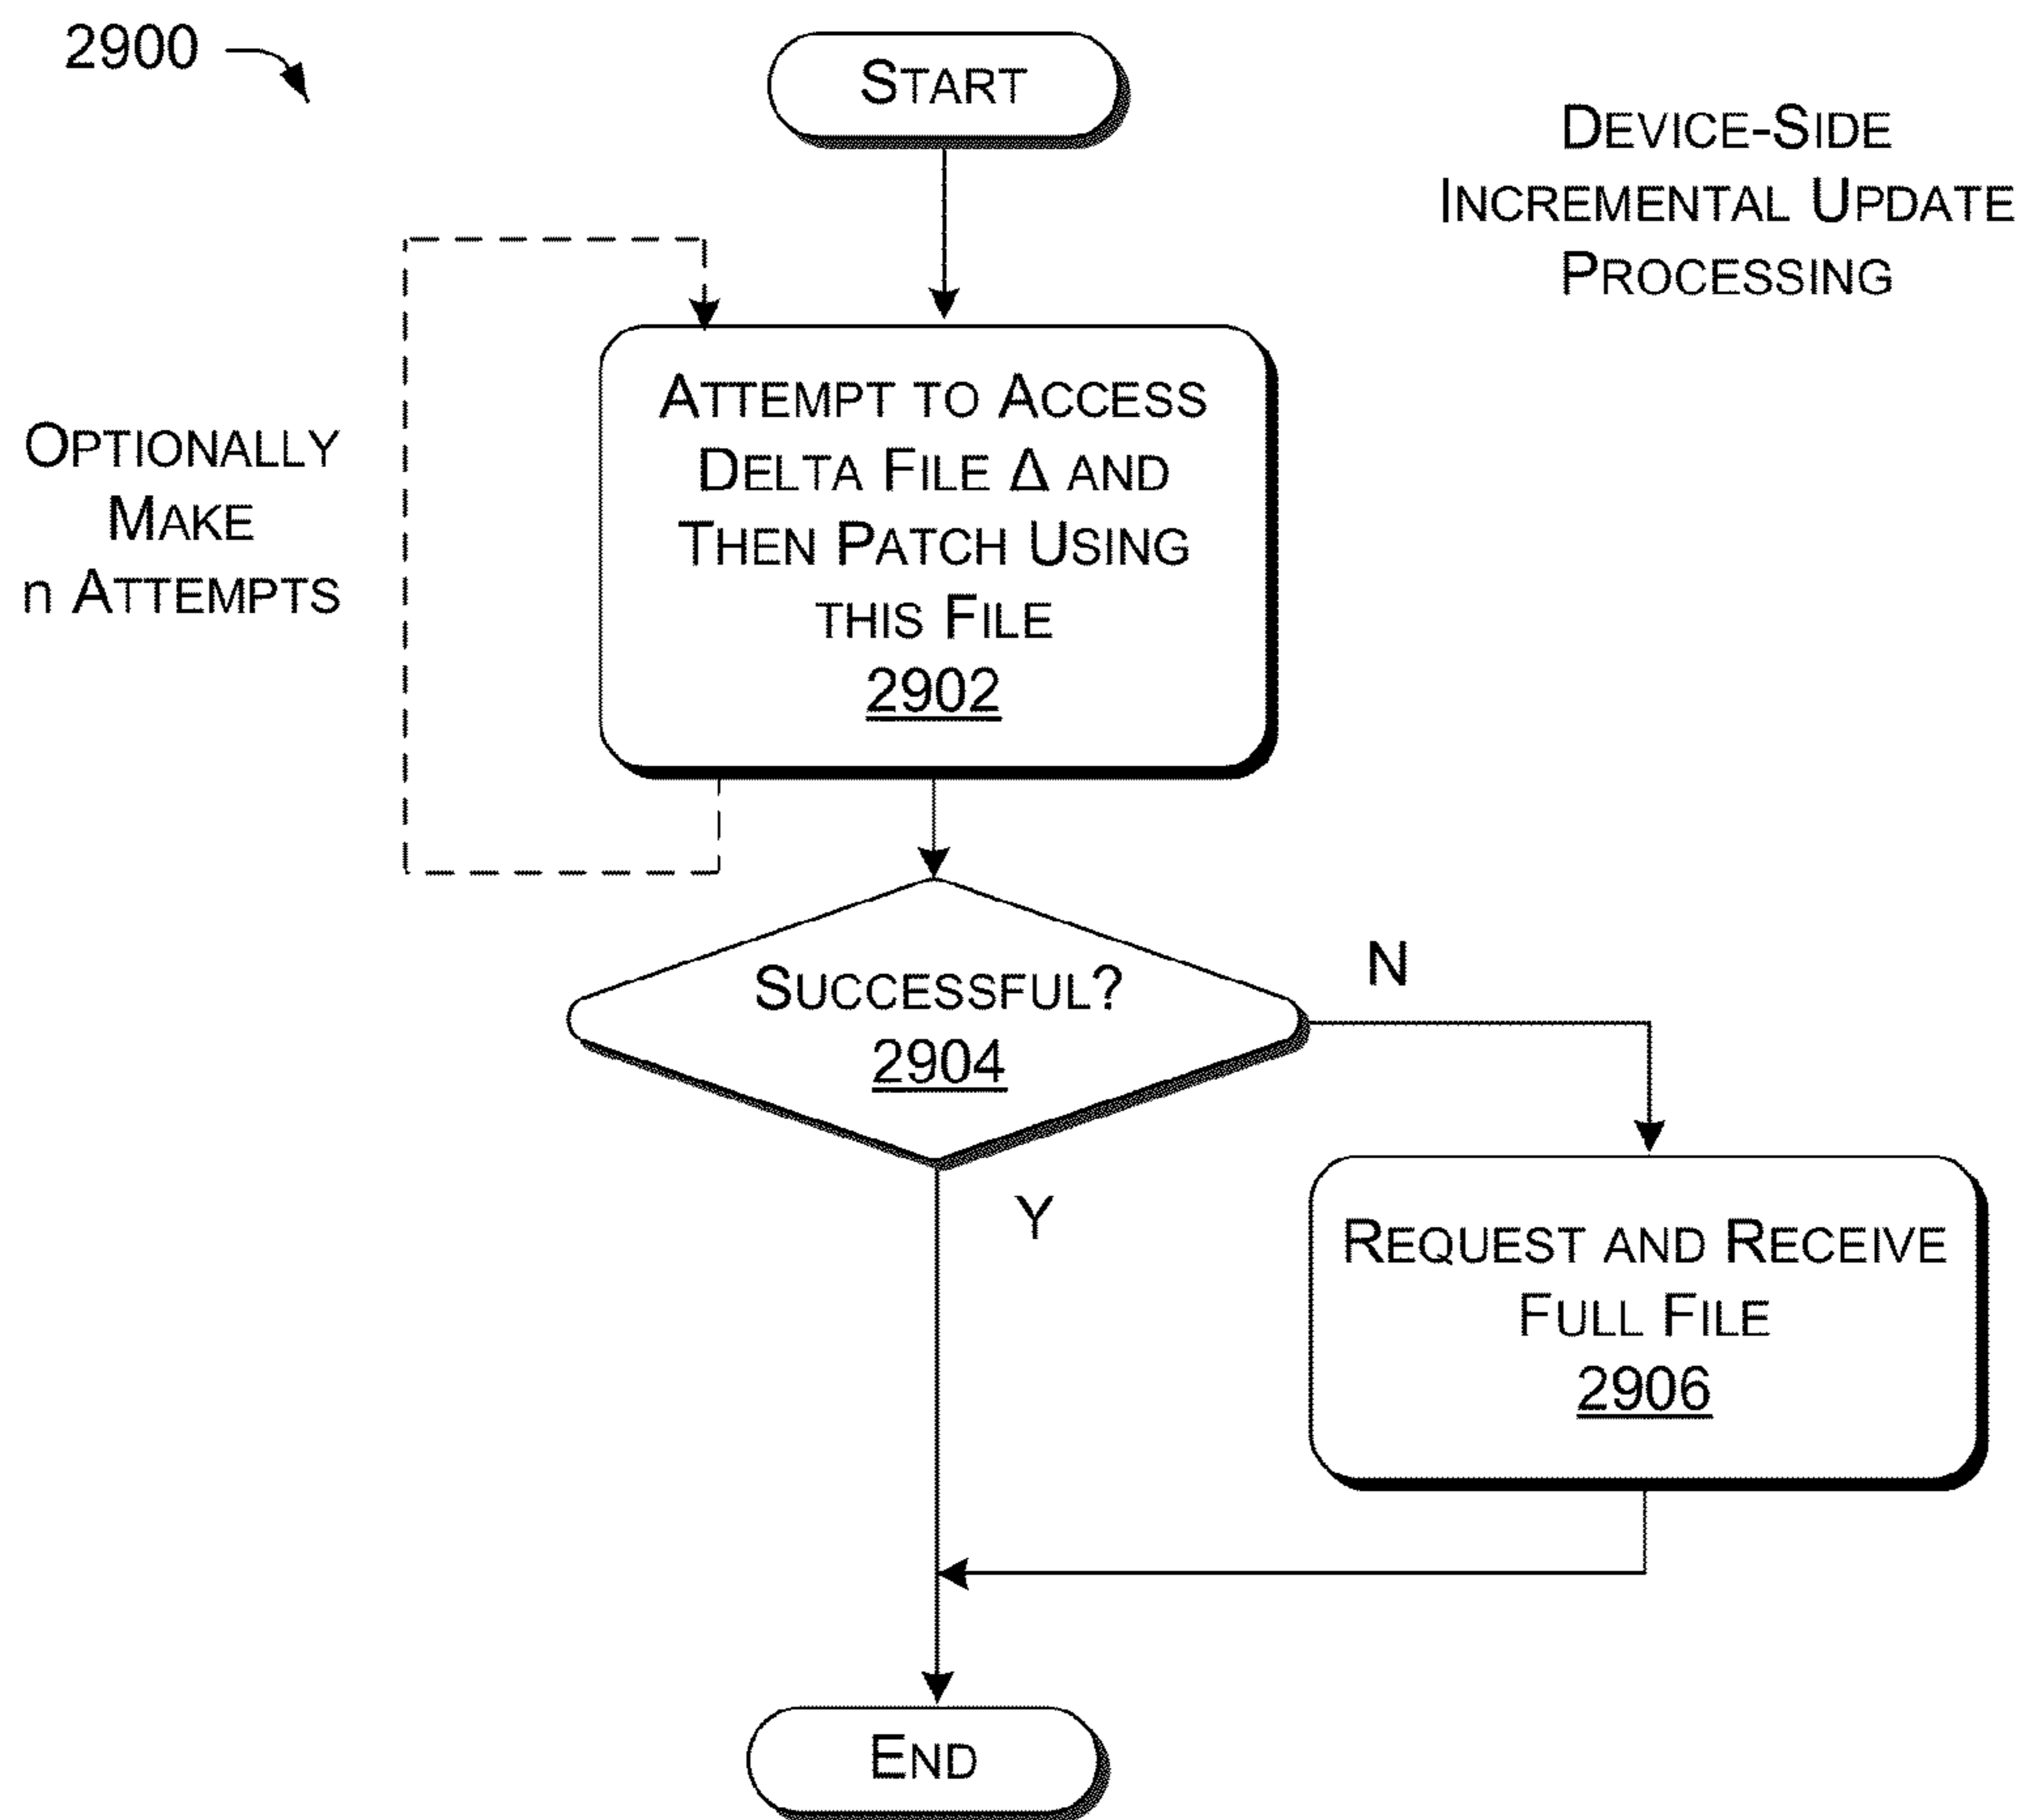 2900
START
DEVICE-SIDE
INCREMENTAL UPDATE
PROCESSING
ATTEMPT TO ACCESS
DELTA FILE Δ AND
THEN PATCH USING
THIS FILE
2902
OPTIONALLY
MAKE
n ATTEMPTS
SUCCESSFUL?
2904
N
Y
REQUEST AND RECEIVE
FULL FILE
2906
END